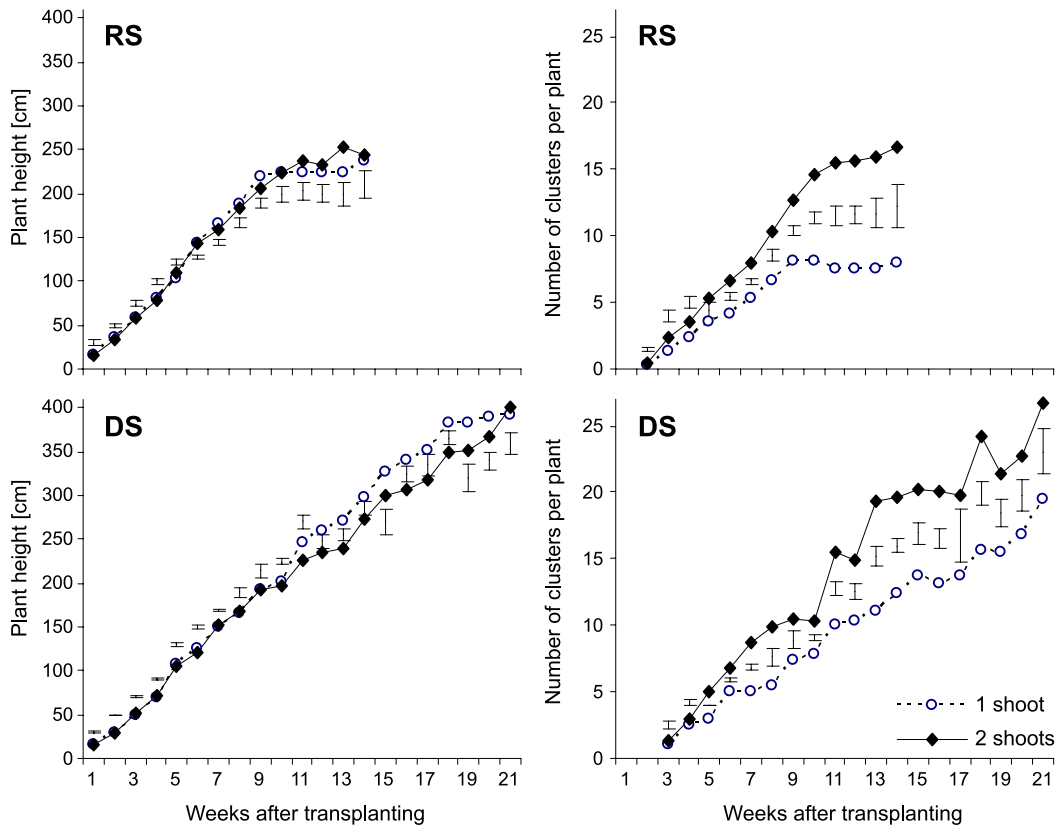 RS
Plant height [cm]
400
350
300
250
200
150
100
50
0
RS
Number of clusters per plant
25
20
15
10
5
0
DS
Plant height [cm]
400
350
300
250
200
150
100
50
0
1 3 5 7 9 11 13 15 17 19 21
Weeks after transplanting
DS
Number of clusters per plant
25
20
15
10
5
0
1 3 5 7 9 11 13 15 17 19 21
Weeks after transplanting
1 shoot
2 shoots